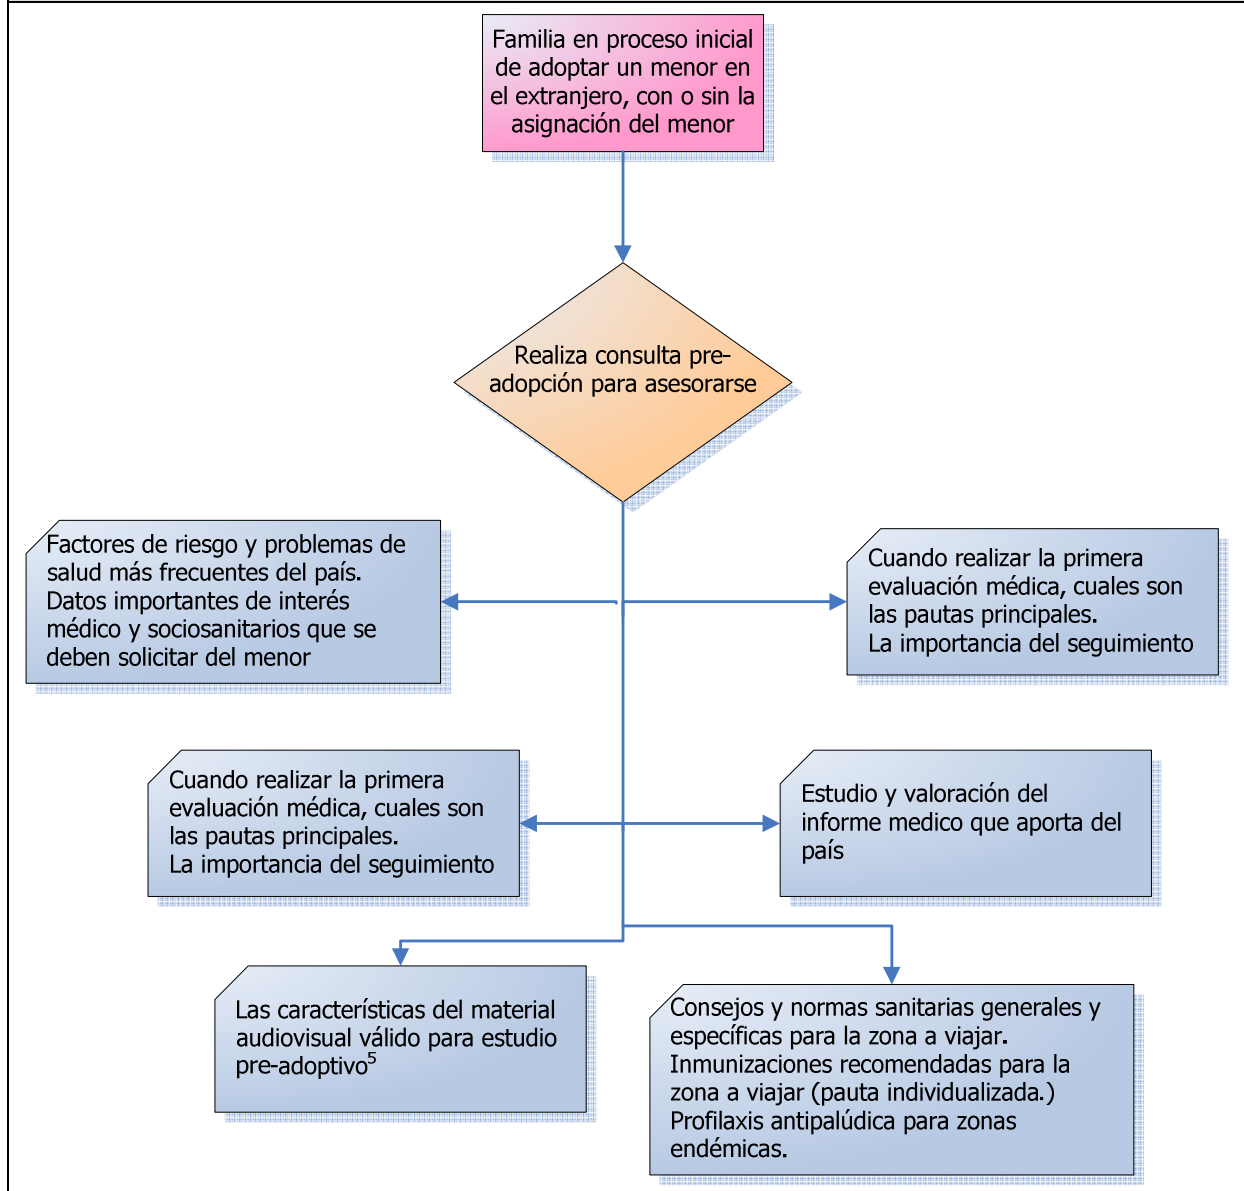 Familia en proceso inicial
de adoptar un menor en
el extranjero, con o sin la
asignación del menor
Realiza consulta pre-
adopción para asesorarse
Factores de riesgo y problemas de
salud más frecuentes del país.
Datos importantes de interés
médico y sociosanitarios que se
deben solicitar del menor
Cuando realizar la primera
evaluación médica, cuales son
las pautas principales.
La importancia del seguimiento
Cuando realizar la primera
evaluación médica, cuales son
las pautas principales.
La importancia del seguimiento
Estudio y valoración del
informe medico que aporta del
país
Las características del material
audiovisual válido para estudio
pre-adoptivo⁵
Consejos y normas sanitarias generales y
específicas para la zona a viajar.
Inmunizaciones recomendadas para la
zona a viajar (pauta individualizada.)
Profilaxis antipalúdica para zonas
endémicas.